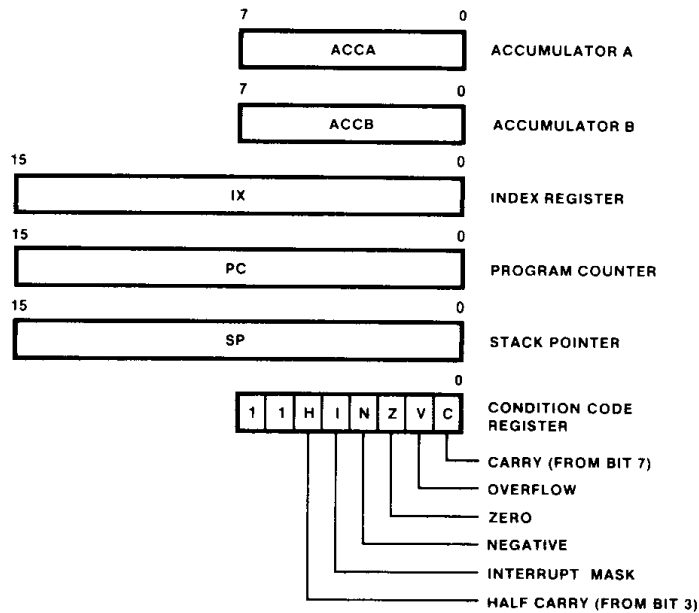 7 0
ACCA ACCUMULATOR A
7 0
ACCB ACCUMULATOR B
15 0
IX INDEX REGISTER
15 0
PC PROGRAM COUNTER
15 0
SP STACK POINTER
0
1 1 H I N Z V C CONDITION CODE
REGISTER
CARRY (FROM BIT 7)
OVERFLOW
ZERO
NEGATIVE
INTERRUPT MASK
HALF CARRY (FROM BIT 3)